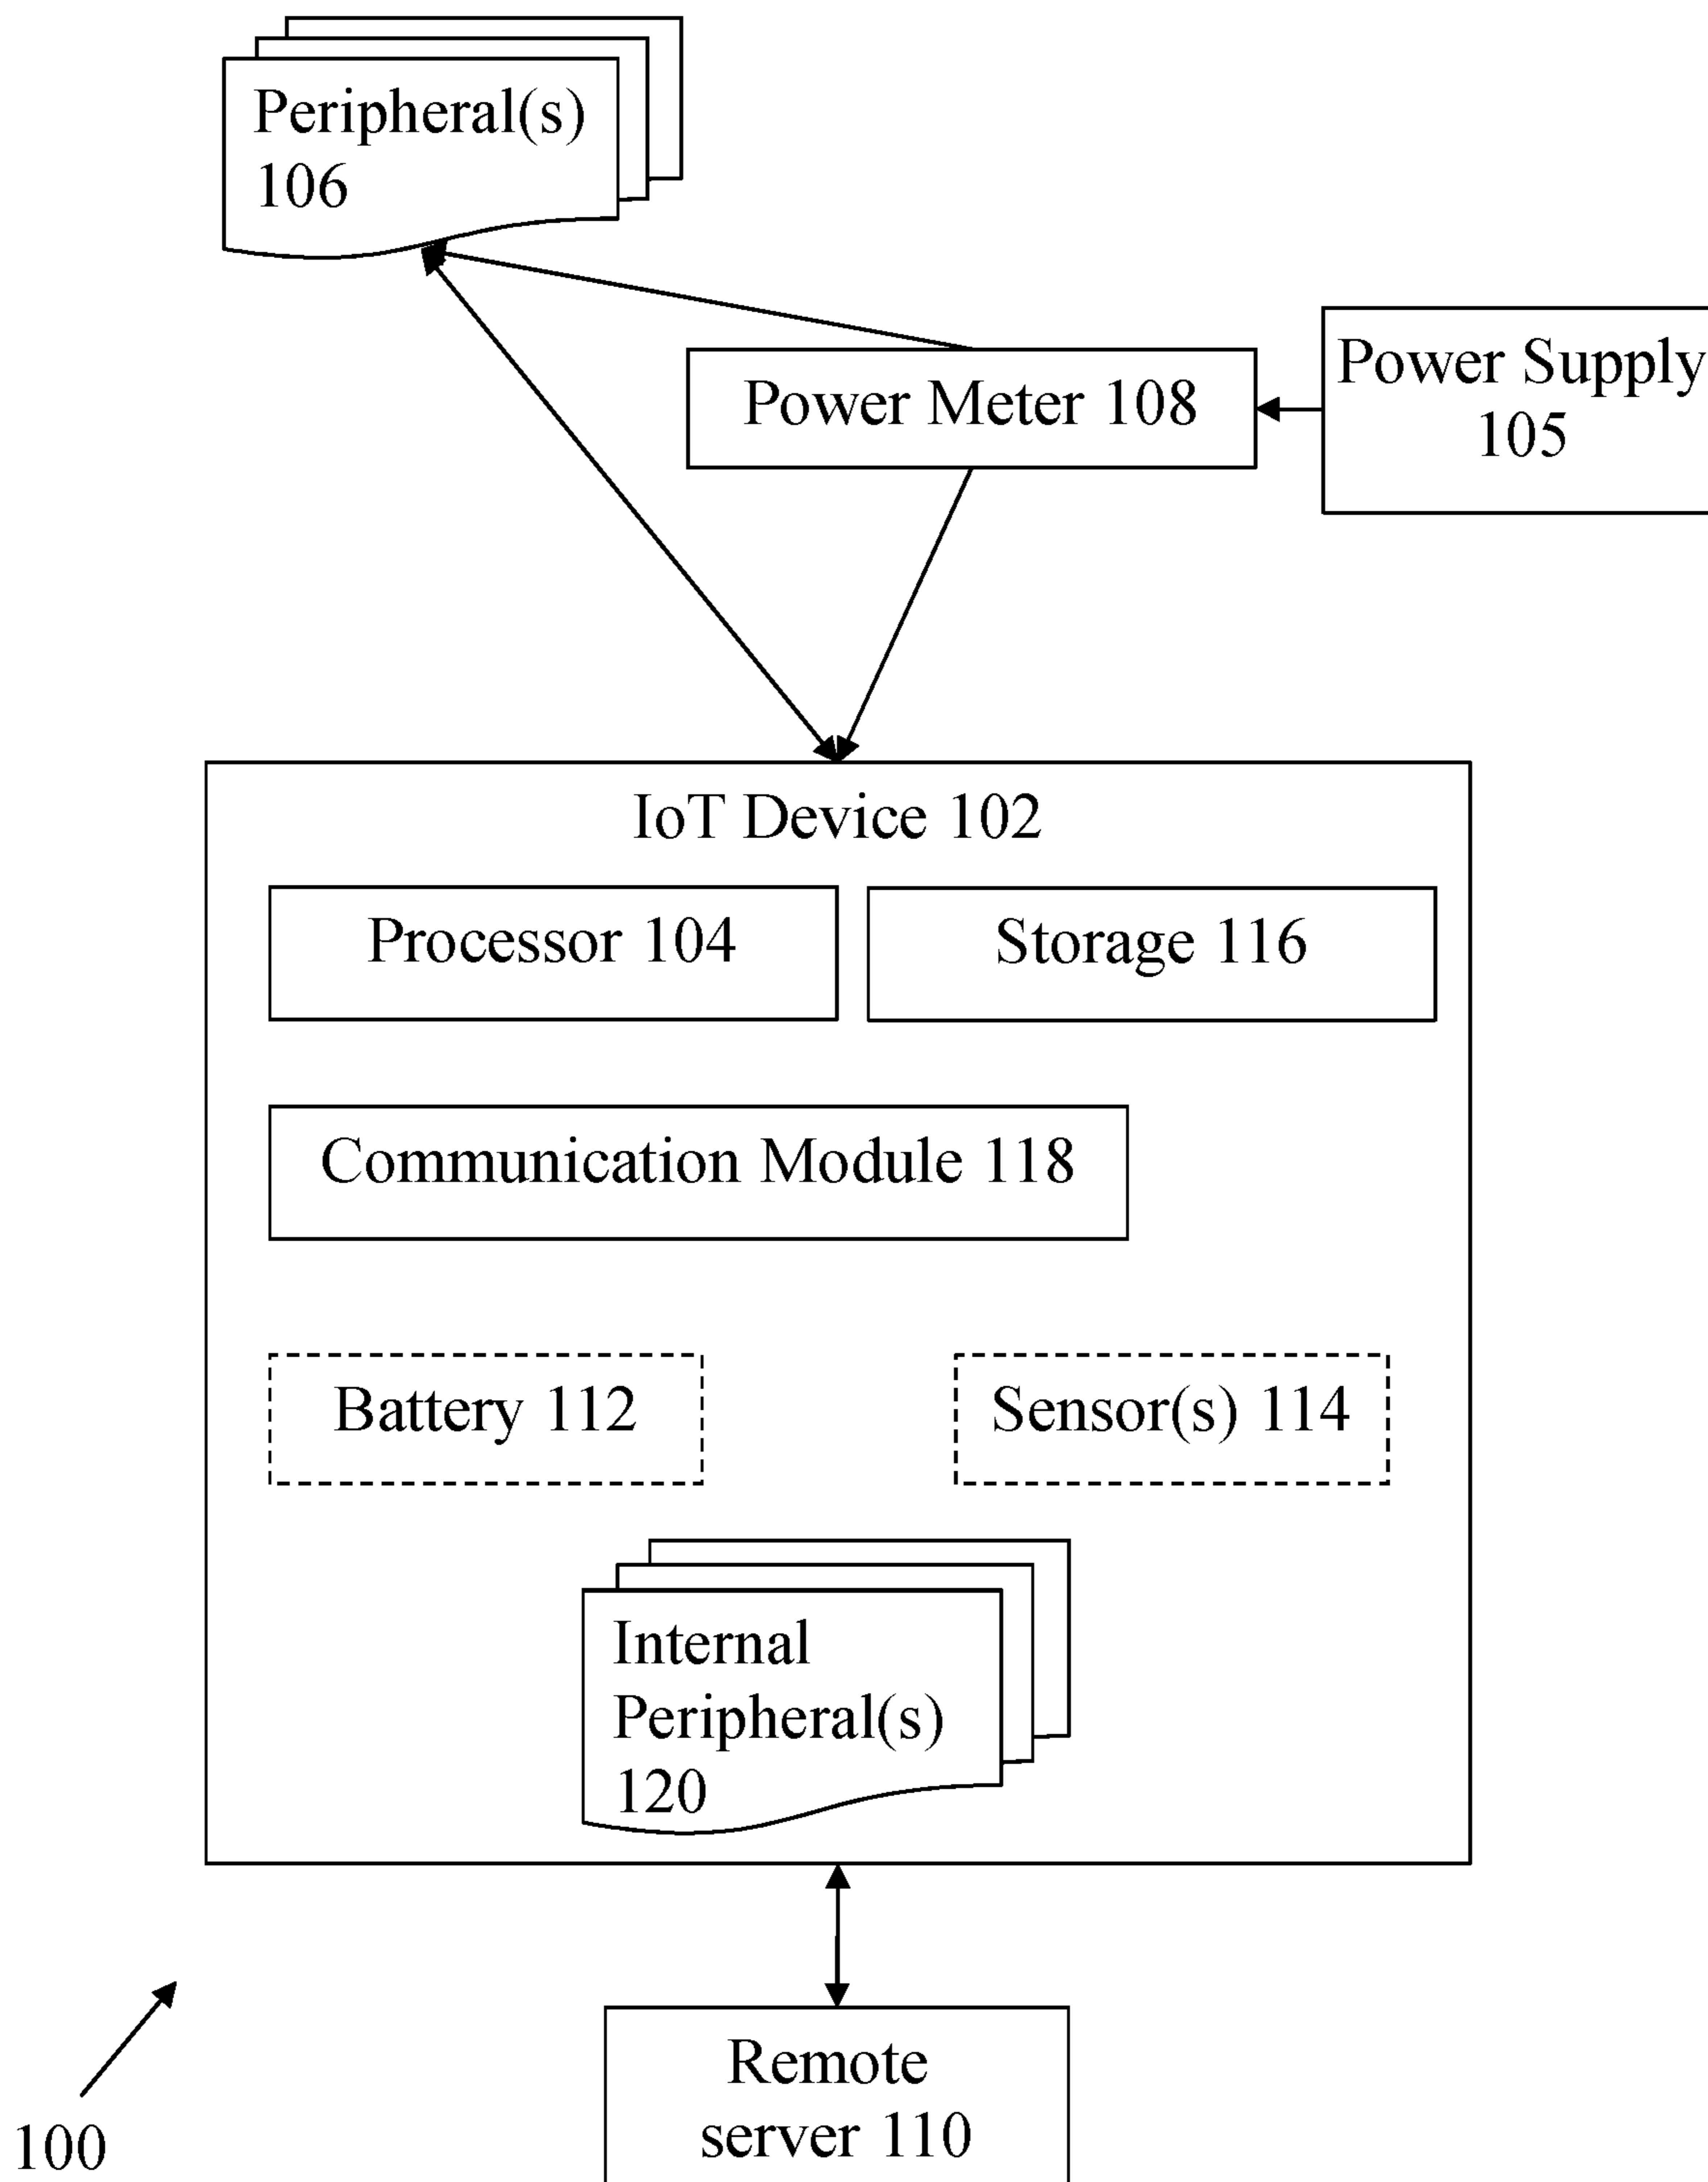 Peripheral(s)
106
Power Meter 108
Power Supply
105
IoT Device 102
Processor 104
Storage 116
Communication Module 118
Battery 112
Sensor(s) 114
Internal
Peripheral(s)
120
Remote
server 110
100